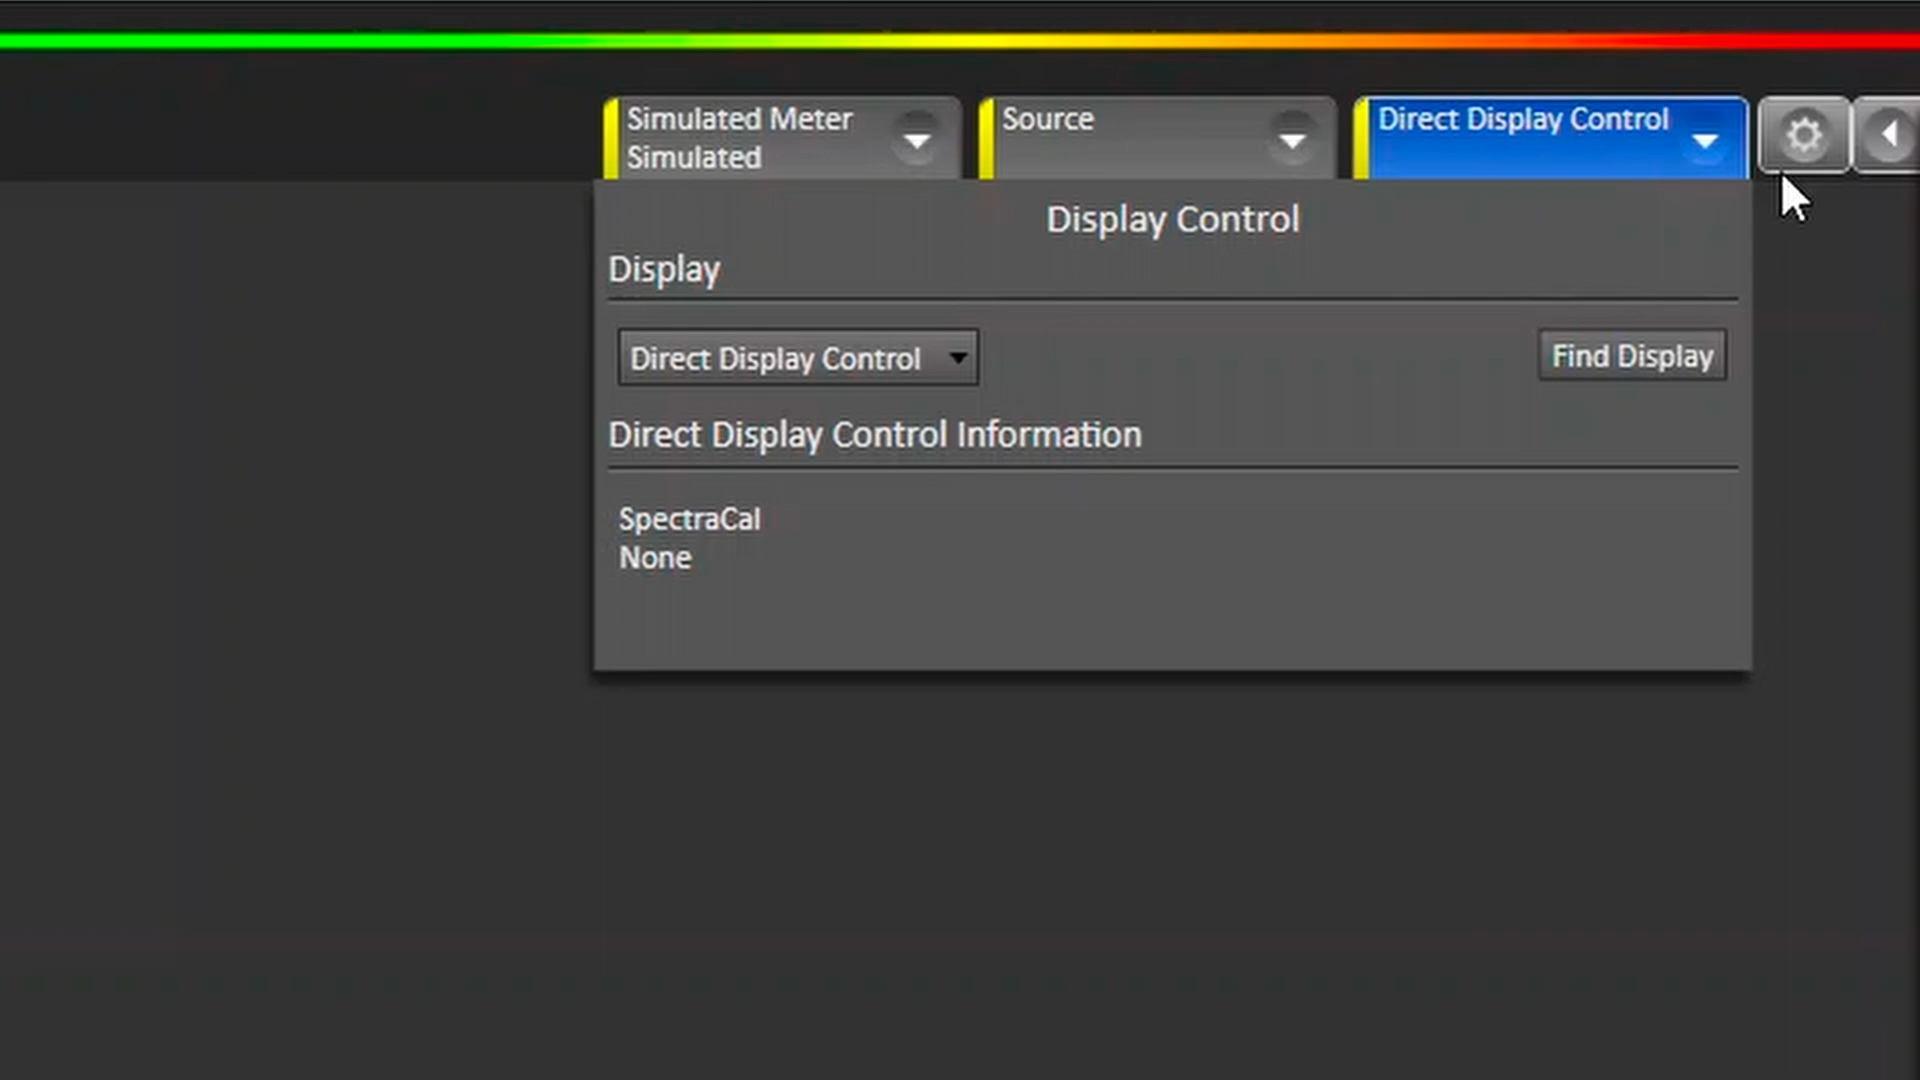 Simulated Meter
Simulated
Source
Direct Display Control
Display Control
Display
Direct Display Control
Find Display
Direct Display Control Information
SpectraCal
None